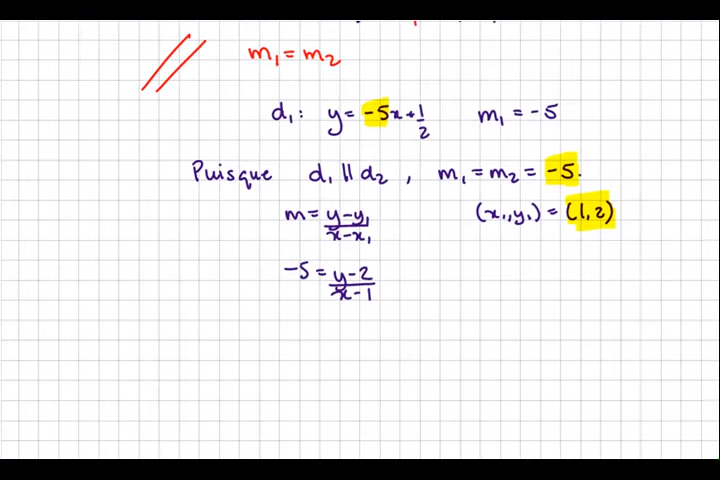 m₁ = m₂
d₁ : y = -5x + 1/2 m₁ = -5
Puisque d₁ ∥ d₂ , m₁ = m₂ = -5.
m = (y - y₁)/(x - x₁) (x₁, y₁) = (1, 2)
-5 = (y - 2)/(x - 1)